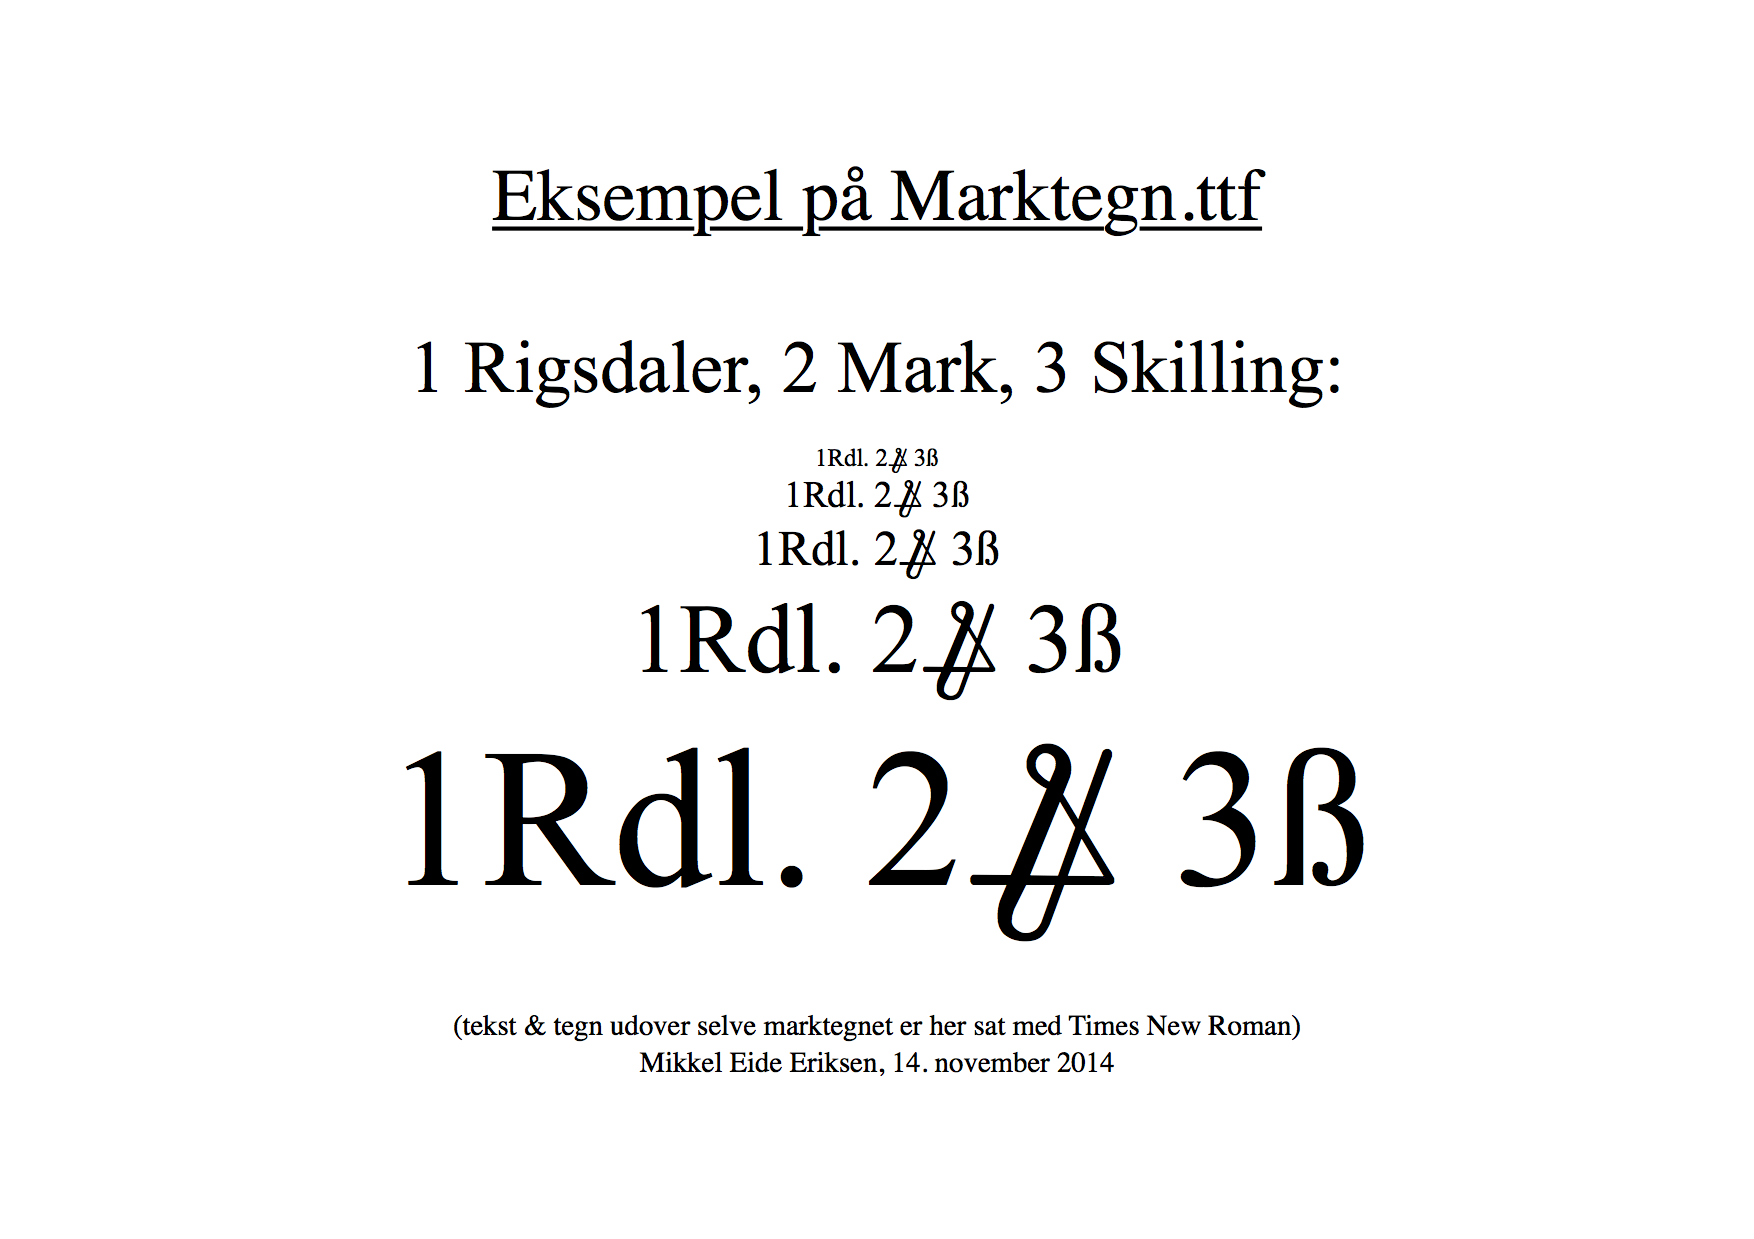 Eksempel på Marktegn.ttf
1 Rigsdaler, 2 Mark, 3 Skilling:
1Rdl. 2 3ß
1Rdl. 2 3ß
1Rdl. 2 3ß
1Rdl. 2 3ß
1Rdl. 2 3ß
(tekst & tegn udover selve marktegnet er her sat med Times New Roman)
Mikkel Eide Eriksen, 14. november 2014